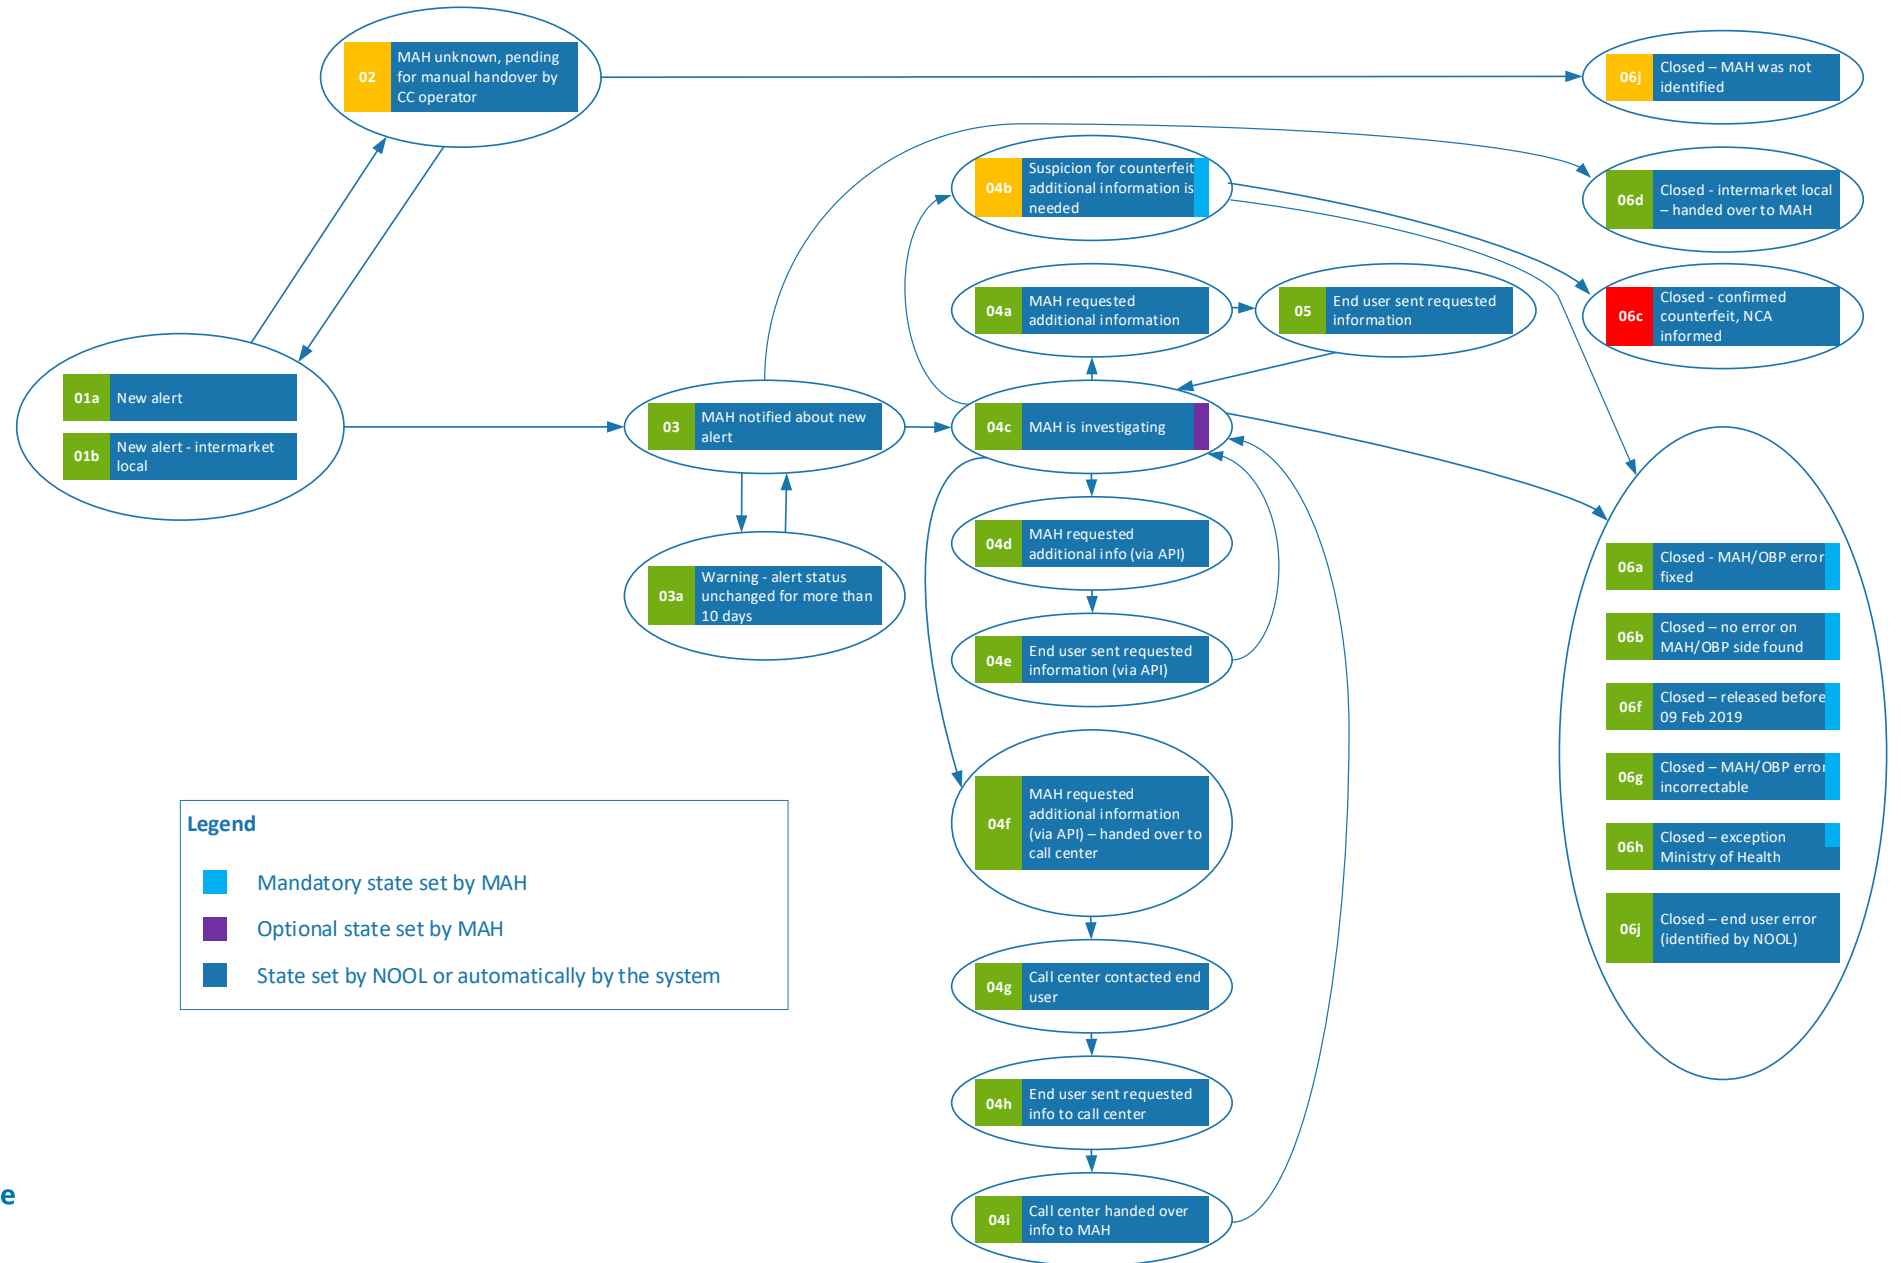 02
MAH unknown, pending
for manual handover by
CC operator
06j
Closed – MAH was not
identified
04b
Suspicion for counterfeit
additional information is
needed
06d
Closed - intermarket local
– handed over to MAH
04a
MAH requested
additional information
05
End user sent requested
information
06c
Closed - confirmed
counterfeit, NCA
informed
01a
New alert
01b
New alert - intermarket
local
03
MAH notified about new
alert
04c
MAH is investigating
03a
Warning - alert status
unchanged for more than
10 days
04d
MAH requested
additional info (via API)
04e
End user sent requested
information (via API)
04f
MAH requested
additional information
(via API) – handed over to
call center
04g
Call center contacted end
user
04h
End user sent requested
info to call center
04i
Call center handed over
info to MAH
06a
Closed - MAH/OBP error
fixed
06b
Closed – no error on
MAH/OBP side found
06f
Closed – released before
09 Feb 2019
06g
Closed – MAH/OBP error
incorrectable
06h
Closed – exception
Ministry of Health
06j
Closed – end user error
(identified by NOOL)
Legend
Mandatory state set by MAH
Optional state set by MAH
State set by NOOL or automatically by the system
e